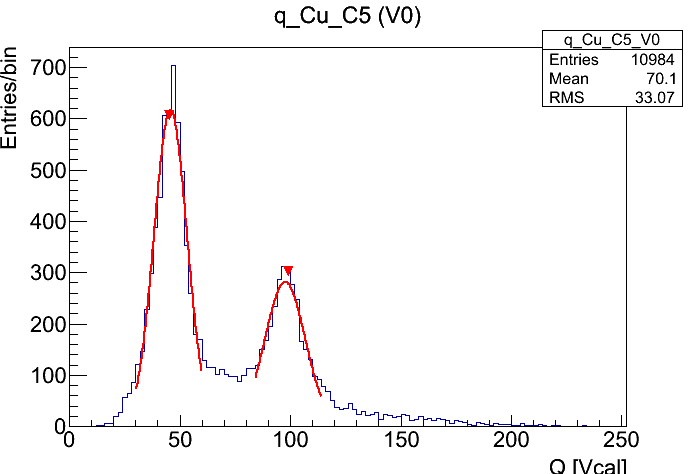 q_Cu_C5 (V0)
q_Cu_C5_V0
Entries 10984
Mean 70.1
RMS 33.07
Entries/bin
700
600
500
400
300
200
100
0
0 50 100 150 200 250
Q [Vcal]